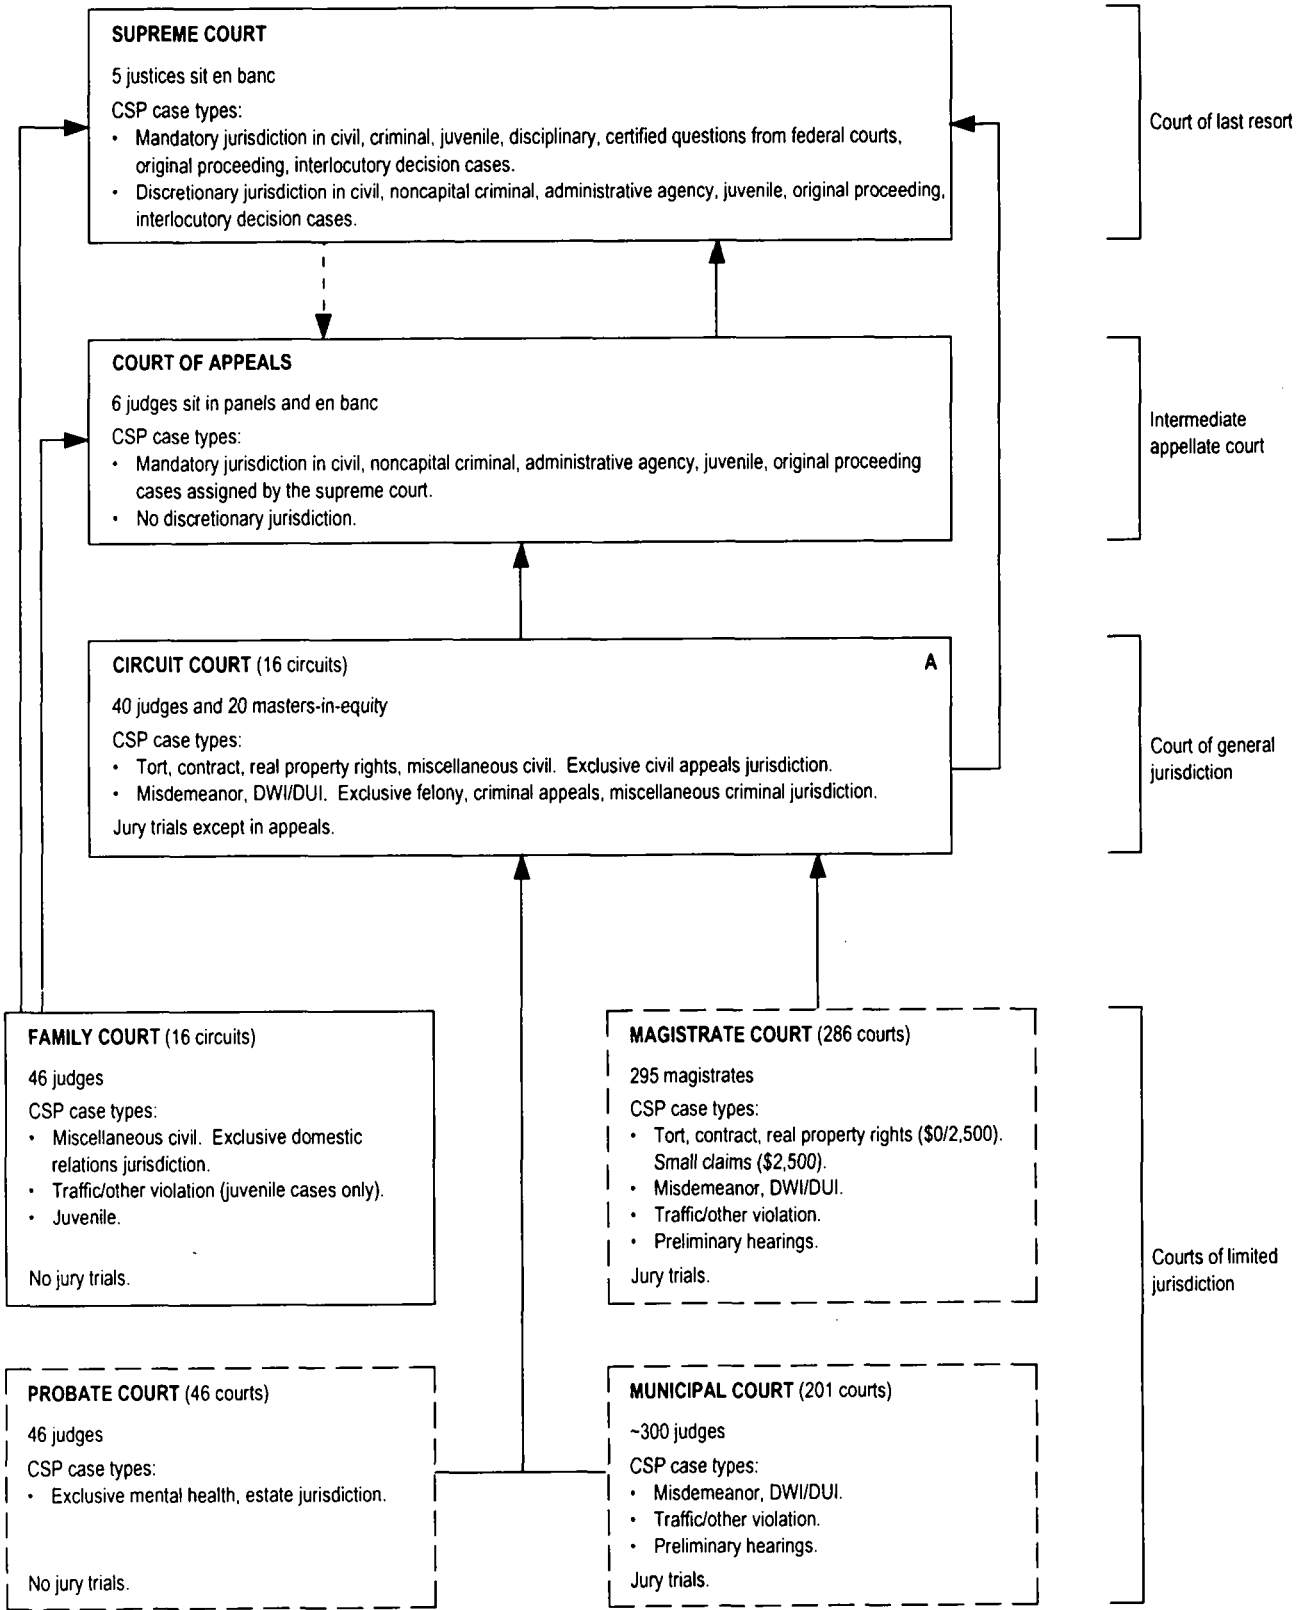 SUPREME COURT
5 justices sit en banc
CSP case types:
• Mandatory jurisdiction in civil, criminal, juvenile, disciplinary, certified questions from federal courts,
original proceeding, interlocutory decision cases.
• Discretionary jurisdiction in civil, noncapital criminal, administrative agency, juvenile, original proceeding,
interlocutory decision cases.
Court of last resort
COURT OF APPEALS
6 judges sit in panels and en banc
CSP case types:
• Mandatory jurisdiction in civil, noncapital criminal, administrative agency, juvenile, original proceeding
cases assigned by the supreme court.
• No discretionary jurisdiction.
Intermediate
appellate court
CIRCUIT COURT (16 circuits)
A
40 judges and 20 masters-in-equity
CSP case types:
• Tort, contract, real property rights, miscellaneous civil. Exclusive civil appeals jurisdiction.
• Misdemeanor, DWI/DUI. Exclusive felony, criminal appeals, miscellaneous criminal jurisdiction.
Jury trials except in appeals.
Court of general
jurisdiction
FAMILY COURT (16 circuits)
46 judges
CSP case types:
• Miscellaneous civil. Exclusive domestic
relations jurisdiction.
• Traffic/other violation (juvenile cases only).
• Juvenile.
No jury trials.
MAGISTRATE COURT (286 courts)
295 magistrates
CSP case types:
• Tort, contract, real property rights ($0/2,500).
Small claims ($2,500).
• Misdemeanor, DWI/DUI.
• Traffic/other violation.
• Preliminary hearings.
Jury trials.
Courts of limited
jurisdiction
PROBATE COURT (46 courts)
46 judges
CSP case types:
• Exclusive mental health, estate jurisdiction.
No jury trials.
MUNICIPAL COURT (201 courts)
~300 judges
CSP case types:
• Misdemeanor, DWI/DUI.
• Traffic/other violation.
• Preliminary hearings.
Jury trials.